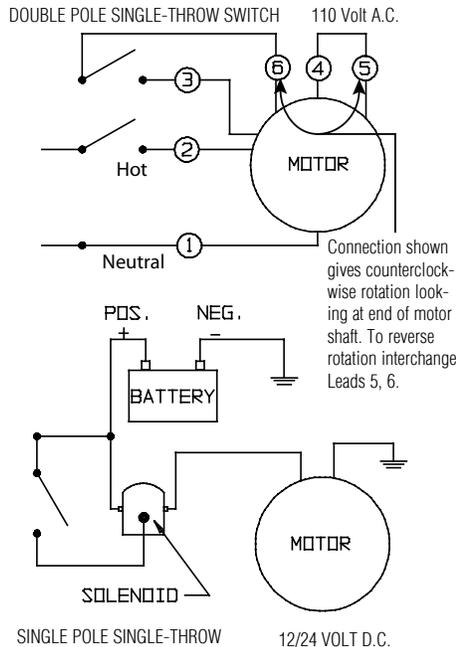 DOUBLE POLE SINGLE-THROW SWITCH
110 Volt A.C.
6
4
5
3
2
Hot
MOTOR
1
Neutral
Connection shown
gives counterclock-
wise rotation look-
ing at end of motor
shaft. To reverse
rotation interchange
Leads 5, 6.
POS.
NEG.
+
-
BATTERY
MOTOR
SOLENOID
SINGLE POLE SINGLE-THROW
12/24 VOLT D.C.